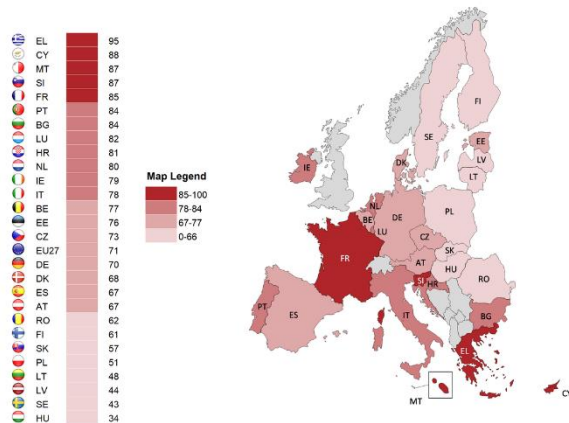 EL 95
CY 88
MT 87
SI 87
FR 85
PT 84
BG 84
LU 82
HR 81
NL 80
IE 79
IT 78
BE 77
EE 76
CZ 73
EU27 71
DE 70
DK 68
ES 67
AT 67
RO 62
FI 61
SK 57
PL 51
LT 48
LV 44
SE 43
HU 34
Map Legend
85-100
78-84
67-77
0-66
FI
SE
EE
LV
LT
DK
IE
NL
BE
LU
DE
PL
CZ
SK
AT
HU
RO
FR
SI
HR
IT
BG
PT
ES
EL
MT
CY